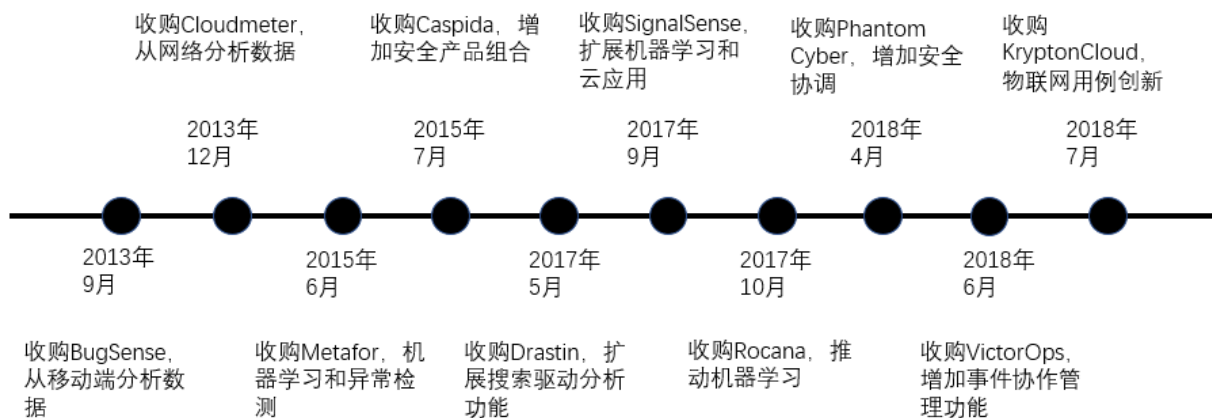 收购Cloudmeter,
从网络分析数据
收购Caspida，增
加安全产品组合
收购SignalSense,
扩展机器学习和
云应用
收购Phantom
Cyber，增加安全
协调
收购
KryptonCloud,
物联网用例创新
2013年
12月
2015年
7月
2017年
9月
2018年
4月
2018年
7月
2013年
9月
2015年
6月
2017年
5月
2017年
10月
2018年
6月
收购BugSense,
从移动端分析数
据
收购Metafor，机
器学习和异常检
测
收购Drastin，扩
展搜索驱动分析
功能
收购Rocana，推
动机器学习
收购VictorOps,
增加事件协作管
理功能